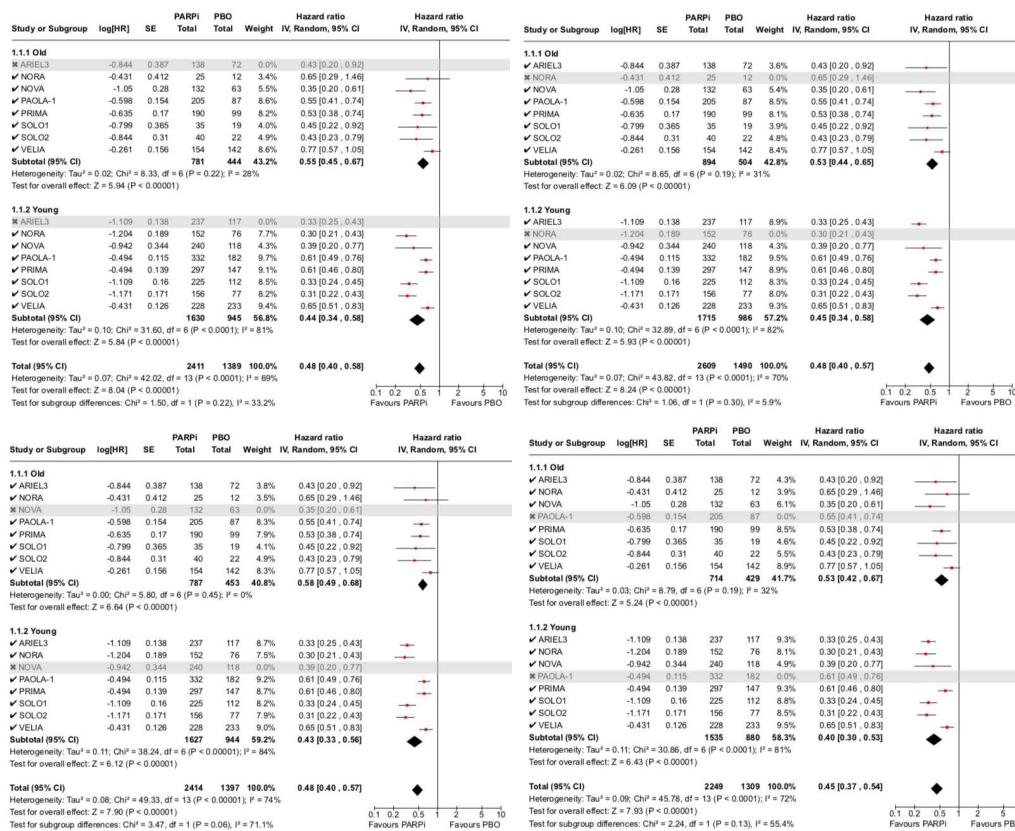 PARPi PBO Hazard ratio Hazard ratio
Study or Subgroup log[HR] SE Total Total Weight IV, Random, 95% CI IV, Random, 95% CI
1.1.1 Old
✖ ARIEL3 -0.844 0.387 138 72 0.0% 0.43 [0.20 , 0.92]
✔ NORA -0.431 0.412 25 12 3.4% 0.65 [0.29 , 1.46]
✔ NOVA -1.05 0.28 132 63 5.4% 0.35 [0.20 , 0.61]
✔ PAOLA-1 -0.598 0.154 205 87 8.6% 0.55 [0.41 , 0.74]
✔ PRIMA -0.635 0.17 190 99 8.3% 0.53 [0.38 , 0.74]
✔ SOLO1 -0.799 0.365 35 19 4.0% 0.45 [0.22 , 0.92]
✔ SOLO2 -0.844 0.31 40 22 4.9% 0.43 [0.23 , 0.79]
✔ VELIA -0.261 0.156 154 142 8.6% 0.77 [0.57 , 1.05]
Subtotal (95% CI) 781 444 43.2% 0.55 [0.45 , 0.67]
Heterogeneity: Tau² = 0.02; Chi² = 8.33, df = 6 (P = 0.22); I² = 28%
Test for overall effect: Z = 5.94 (P < 0.00001)
1.1.2 Young
✖ ARIEL3 -1.109 0.138 237 117 0.0% 0.33 [0.25 , 0.43]
✔ NORA -1.204 0.189 152 76 7.7% 0.30 [0.21 , 0.43]
✔ NOVA -0.942 0.344 240 118 4.3% 0.39 [0.20 , 0.77]
✔ PAOLA-1 -0.494 0.115 332 182 9.6% 0.61 [0.49 , 0.76]
✔ PRIMA -0.494 0.139 297 147 9.1% 0.61 [0.46 , 0.80]
✔ SOLO1 -1.109 0.16 225 112 8.5% 0.33 [0.24 , 0.45]
✔ SOLO2 -1.171 0.171 156 77 8.2% 0.31 [0.22 , 0.43]
✔ VELIA -0.431 0.126 228 233 9.4% 0.65 [0.51 , 0.83]
Subtotal (95% CI) 1630 945 56.8% 0.44 [0.34 , 0.58]
Heterogeneity: Tau² = 0.10; Chi² = 31.60, df = 6 (P < 0.0001); I² = 81%
Test for overall effect: Z = 5.84 (P < 0.00001)
Total (95% CI) 2411 1389 100.0% 0.48 [0.40 , 0.58]
Heterogeneity: Tau² = 0.07; Chi² = 42.02, df = 13 (P < 0.0001); I² = 69%
Test for overall effect: Z = 8.04 (P < 0.00001)
Test for subgroup differences: Chi² = 1.50, df = 1 (P = 0.22), I² = 33.2%
0.1 0.2 0.5 1 2 5 10
Favours PARPi Favours PBO
PARPi PBO Hazard ratio Hazard ratio
Study or Subgroup log[HR] SE Total Total Weight IV, Random, 95% CI IV, Random, 95% CI
1.1.1 Old
✔ ARIEL3 -0.844 0.387 138 72 3.6% 0.43 [0.20 , 0.92]
✖ NORA -0.431 0.412 25 12 0.0% 0.65 [0.29 , 1.46]
✔ NOVA -1.05 0.28 132 63 5.3% 0.35 [0.20 , 0.61]
✔ PAOLA-1 -0.598 0.154 205 87 8.5% 0.55 [0.41 , 0.74]
✔ PRIMA -0.635 0.17 190 99 8.2% 0.53 [0.38 , 0.74]
✔ SOLO1 -0.799 0.365 35 19 3.9% 0.45 [0.22 , 0.92]
✔ SOLO2 -0.844 0.31 40 22 4.8% 0.43 [0.23 , 0.79]
✔ VELIA -0.261 0.156 154 142 8.5% 0.77 [0.57 , 1.05]
Subtotal (95% CI) 894 504 42.8% 0.53 [0.44 , 0.65]
Heterogeneity: Tau² = 0.02; Chi² = 8.65, df = 6 (P = 0.19); I² = 31%
Test for overall effect: Z = 6.09 (P < 0.00001)
1.1.2 Young
✔ ARIEL3 -1.109 0.138 237 117 8.9% 0.33 [0.25 , 0.43]
✖ NORA -1.204 0.189 152 76 0.0% 0.30 [0.21 , 0.43]
✔ NOVA -0.942 0.344 240 118 4.3% 0.39 [0.20 , 0.77]
✔ PAOLA-1 -0.494 0.115 332 182 9.4% 0.61 [0.49 , 0.76]
✔ PRIMA -0.494 0.139 297 147 8.9% 0.61 [0.46 , 0.80]
✔ SOLO1 -1.109 0.16 225 112 8.4% 0.33 [0.24 , 0.45]
✔ SOLO2 -1.171 0.171 156 77 8.2% 0.31 [0.22 , 0.43]
✔ VELIA -0.431 0.126 228 233 9.2% 0.65 [0.51 , 0.83]
Subtotal (95% CI) 1715 986 57.2% 0.45 [0.34 , 0.58]
Heterogeneity: Tau² = 0.10; Chi² = 32.89, df = 6 (P < 0.0001); I² = 82%
Test for overall effect: Z = 5.93 (P < 0.00001)
Total (95% CI) 2609 1490 100.0% 0.48 [0.40 , 0.57]
Heterogeneity: Tau² = 0.07; Chi² = 43.82, df = 13 (P < 0.0001); I² = 70%
Test for overall effect: Z = 8.24 (P < 0.00001)
Test for subgroup differences: Chi² = 1.06, df = 1 (P = 0.30), I² = 5.9%
0.1 0.2 0.5 1 2 5 10
Favours PARPi Favours PBO
PARPi PBO Hazard ratio Hazard ratio
Study or Subgroup log[HR] SE Total Total Weight IV, Random, 95% CI IV, Random, 95% CI
1.1.1 Old
✔ ARIEL3 -0.844 0.387 138 72 3.8% 0.43 [0.20 , 0.92]
✔ NORA -0.431 0.412 25 12 3.5% 0.65 [0.29 , 1.46]
✖ NOVA -1.05 0.28 132 63 0.0% 0.35 [0.20 , 0.61]
✔ PAOLA-1 -0.598 0.154 205 87 0.55 [0.41 , 0.74]
✔ PRIMA -0.635 0.17 190 99 0.53 [0.38 , 0.74]
✔ SOLO1 -0.799 0.365 35 19 4.1% 0.45 [0.22 , 0.92]
✔ SOLO2 -0.844 0.31 40 22 4.9% 0.43 [0.23 , 0.79]
✔ VELIA -0.261 0.156 154 142 0.77 [0.57 , 1.05]
Subtotal (95% CI) 787 453 40.8% 0.58 [0.49 , 0.68]
Heterogeneity: Tau² = 0.00; Chi² = 5.80, df = 6 (P = 0.45); I² = 0%
Test for overall effect: Z = 6.64 (P < 0.00001)
1.1.2 Young
✔ ARIEL3 -1.109 0.138 237 117 8.7% 0.33 [0.25 , 0.43]
✔ NORA -1.204 0.189 152 76 0.30 [0.21 , 0.43]
✖ NOVA -0.942 0.344 240 118 0.0% 0.39 [0.20 , 0.77]
✔ PAOLA-1 -0.494 0.115 332 182 0.61 [0.49 , 0.76]
✔ PRIMA -0.494 0.139 297 147 8.7% 0.61 [0.46 , 0.80]
✔ SOLO1 -1.109 0.16 225 112 0.33 [0.24 , 0.45]
✔ SOLO2 -1.171 0.171 156 77 0.31 [0.22 , 0.43]
✔ VELIA -0.431 0.126 228 233 0.65 [0.51 , 0.83]
Subtotal (95% CI) 1627 944 59.2% 0.43 [0.33 , 0.56]
Heterogeneity: Tau² = 0.11; Chi² = 38.24, df = 6 (P < 0.00001); I² = 84%
Test for overall effect: Z = 6.12 (P < 0.00001)
Total (95% CI) 2414 1397 100.0% 0.48 [0.40 , 0.57]
Heterogeneity: Tau² = 0.08; Chi² = 49.33, df = 13 (P < 0.00001); I² = 74%
Test for overall effect: Z = 7.90 (P < 0.00001)
Test for subgroup differences: Chi² = 3.47, df = 1 (P = 0.06), I² = 71.1%
0.1 0.2 0.5 1 2 5 10
Favours PARPi Favours PBO
PARPi PBO Hazard ratio Hazard ratio
Study or Subgroup log[HR] SE Total Total Weight IV, Random, 95% CI IV, Random, 95% CI
1.1.1 Old
✔ ARIEL3 -0.844 0.387 138 72 4.3% 0.43 [0.20 , 0.92]
✔ NORA -0.431 0.412 25 12 4.0% 0.65 [0.29 , 1.46]
✔ NOVA -1.05 0.28 132 63 0.35 [0.20 , 0.61]
✖ PAOLA-1 -0.598 0.154 205 87 0.0% 0.55 [0.41 , 0.74]
✔ PRIMA -0.635 0.17 190 99 8.6% 0.53 [0.38 , 0.74]
✔ SOLO1 -0.799 0.365 35 19 4.6% 0.45 [0.22 , 0.92]
✔ SOLO2 -0.844 0.31 40 22 0.43 [0.23 , 0.79]
✔ VELIA -0.261 0.156 154 142 8.9% 0.77 [0.57 , 1.05]
Subtotal (95% CI) 714 429 41.7% 0.53 [0.42 , 0.67]
Heterogeneity: Tau² = 0.03; Chi² = 8.79, df = 6 (P = 0.19); I² = 32%
Test for overall effect: Z = 5.24 (P < 0.00001)
1.1.2 Young
✔ ARIEL3 -1.109 0.138 237 117 9.3% 0.33 [0.25 , 0.43]
✔ NORA -1.204 0.189 152 76 8.2% 0.30 [0.21 , 0.43]
✔ NOVA -0.942 0.344 240 118 0.39 [0.20 , 0.77]
✖ PAOLA-1 -0.494 0.115 332 182 0.0% 0.61 [0.49 , 0.76]
✔ PRIMA -0.494 0.139 297 147 0.61 [0.46 , 0.80]
✔ SOLO1 -1.109 0.16 225 112 8.8% 0.33 [0.24 , 0.45]
✔ SOLO2 -1.171 0.171 156 77 8.6% 0.31 [0.22 , 0.43]
✔ VELIA -0.431 0.126 228 233 9.5% 0.65 [0.51 , 0.83]
Subtotal (95% CI) 1535 880 58.3% 0.40 [0.30 , 0.53]
Heterogeneity: Tau² = 0.11; Chi² = 30.86, df = 6 (P < 0.0001); I² = 81%
Test for overall effect: Z = 6.43 (P < 0.00001)
Total (95% CI) 2249 1309 100.0% 0.45 [0.37 , 0.54]
Heterogeneity: Tau² = 0.09; Chi² = 45.78, df = 13 (P < 0.0001); I² = 72%
Test for overall effect: Z = 7.93 (P < 0.00001)
Test for subgroup differences: Chi² = 2.24, df = 1 (P = 0.13), I² = 55.4%
0.1 0.2 0.5 1 2 5 10
Favours PARPi Favours PB